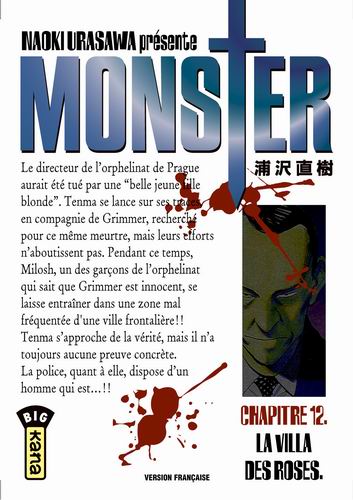 NAOKI URASAWA présente
MONSTER
浦沢直樹
Le directeur de l'orphelinat de Prague
aurait été tué par une "belle jeune fille
blonde". Tenma se lance sur ses traces
en compagnie de Grimmer, recherché
pour ce même meurtre, mais leurs efforts
n'aboutissent pas. Pendant ce temps,
Milosh, un des garçons de l'orphelinat
qui sait que Grimmer est innocent, se
laisse entraîner dans une zone mal
fréquentée d'une ville frontalière!!
Tenma s'approche de la vérité, mais il n'a
toujours aucune preuve concrète.
La police, quant à elle, dispose d'un
homme qui est...!!
CHAPITRE 12.
LA VILLA
DES ROSES.
BIG
kana
VERSION FRANÇAISE